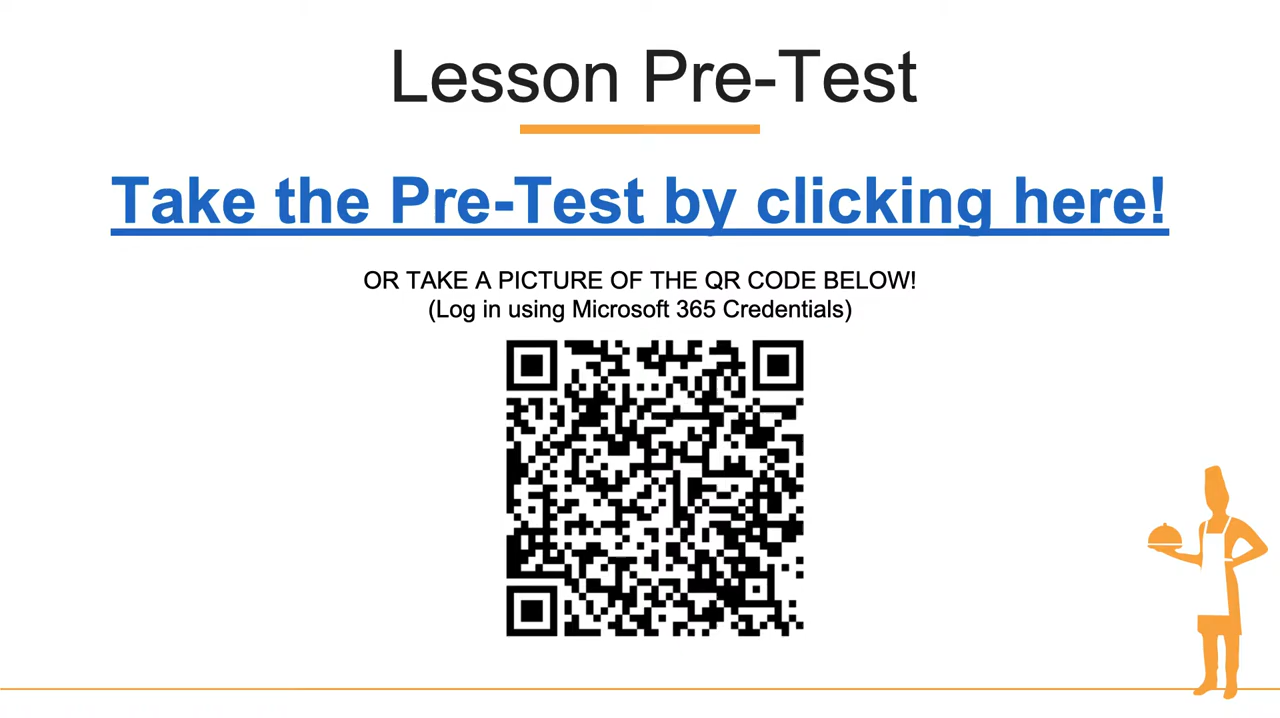 Lesson Pre-Test
Take the Pre-Test by clicking here!
OR TAKE A PICTURE OF THE QR CODE BELOW!
(Log in using Microsoft 365 Credentials)